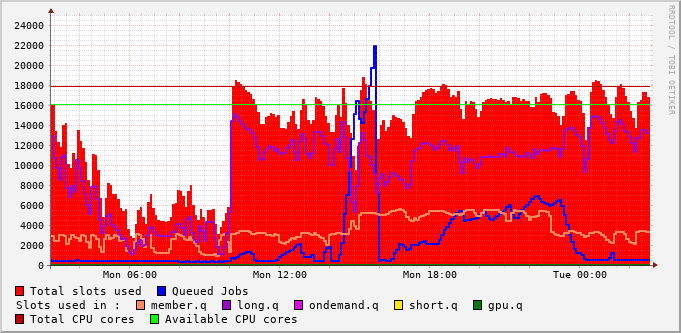 24000
22000
20000
18000
16000
14000
12000
10000
8000
6000
4000
2000
0
Mon 06:00 Mon 12:00 Mon 18:00 Tue 00:00
RRDTOOL / TOBI OETIKER
Total slots used Queued Jobs
Slots used in : member.q long.q ondemand.q short.q gpu.q
Total CPU cores Available CPU cores